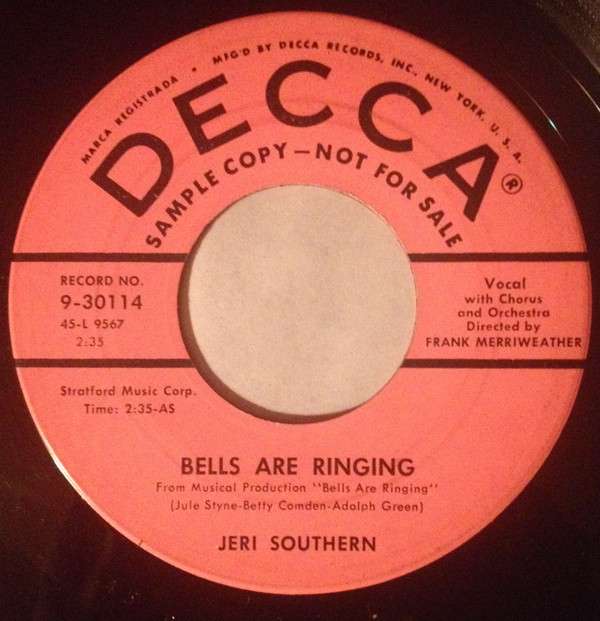 MARCA REGISTRADA • MFG'D BY DECCA RECORDS, INC., NEW YORK, U. S. A.
DECCA®
SAMPLE COPY—NOT FOR SALE
RECORD NO.
9-30114
45-L 9567
2:35
Vocal
with Chorus
and Orchestra
Directed by
FRANK MERRIWEATHER
Stratford Music Corp.
Time: 2:35-AS
BELLS ARE RINGING
From Musical Production "Bells Are Ringing"
(Jule Styne-Betty Comden-Adolph Green)
JERI SOUTHERN